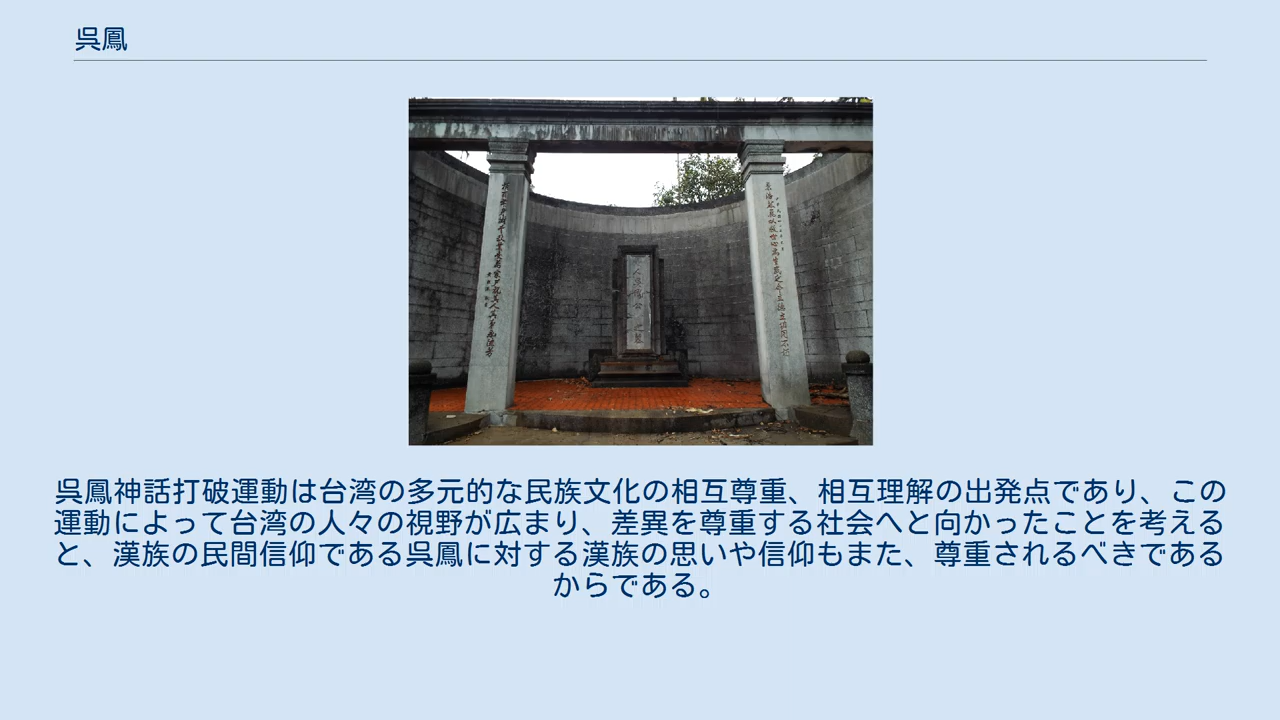 呉鳳
呉鳳神話打破運動は台湾の多元的な民族文化の相互尊重、相互理解の出発点であり、この
運動によって台湾の人々の視野が広まり、差異を尊重する社会へと向かったことを考える
と、漢族の民間信仰である呉鳳に対する漢族の思いや信仰もまた、尊重されるべきである
からである。